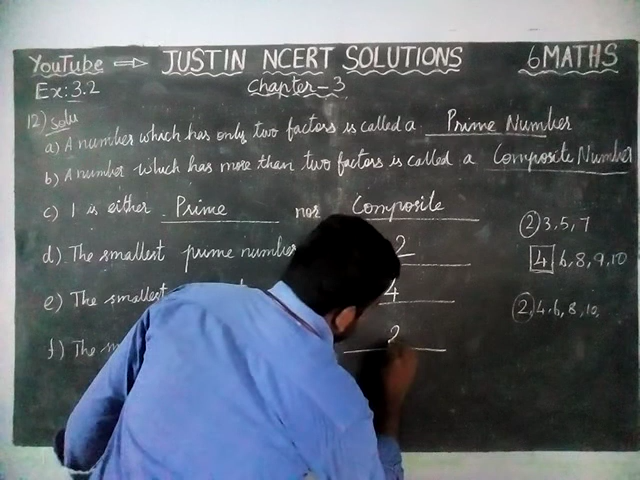 YouTube ⇒ JUSTIN NCERT SOLUTIONS 6 MATHS
Ex: 3.2 Chapter-3
12) Solu
a) A number which has only two factors is called a Prime Number
b) A number which has more than two factors is called a Composite Number
c) 1 is either Prime nor Composite
d) The smallest prime number 2
② 3, 5, 7
e) The smallest 4
4 6, 8, 9, 10
f) The 2
② 4, 6, 8, 10,